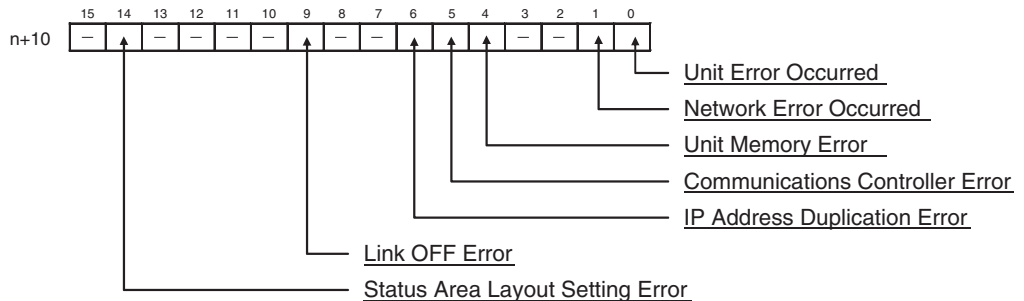 15 14 13 12 11 10 9 8 7 6 5 4 3 2 1 0
n+10 – – – – – – – – –
Unit Error Occurred
Network Error Occurred
Unit Memory Error
Communications Controller Error
IP Address Duplication Error
Link OFF Error
Status Area Layout Setting Error